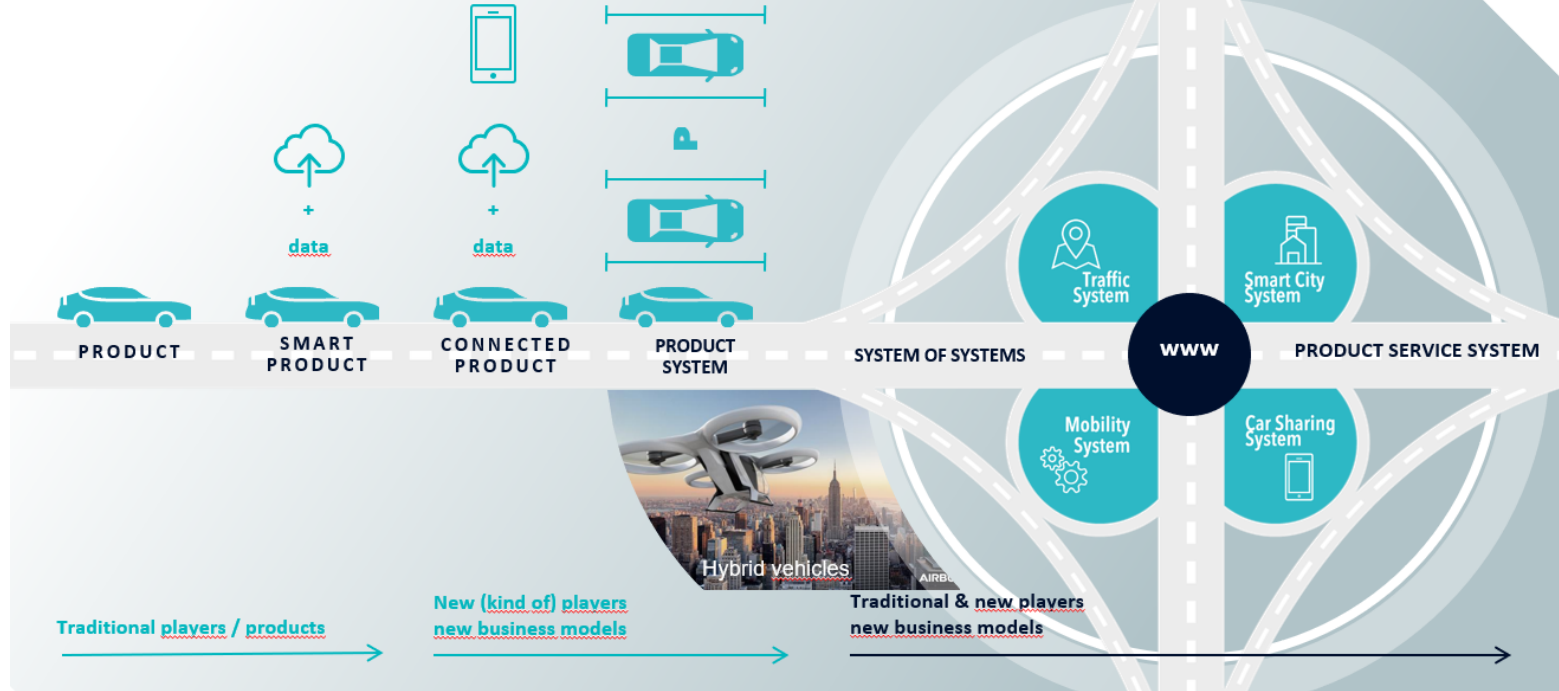 P
+
+
data
data
Traffic
System
Smart City
System
PRODUCT
SMART
PRODUCT
CONNECTED
PRODUCT
PRODUCT
SYSTEM
SYSTEM OF SYSTEMS
www
PRODUCT SERVICE SYSTEM
Mobility
System
Car Sharing
System
Hybrid vehicles
Traditional players / products
New (kind of) players
new business models
Traditional & new players
new business models